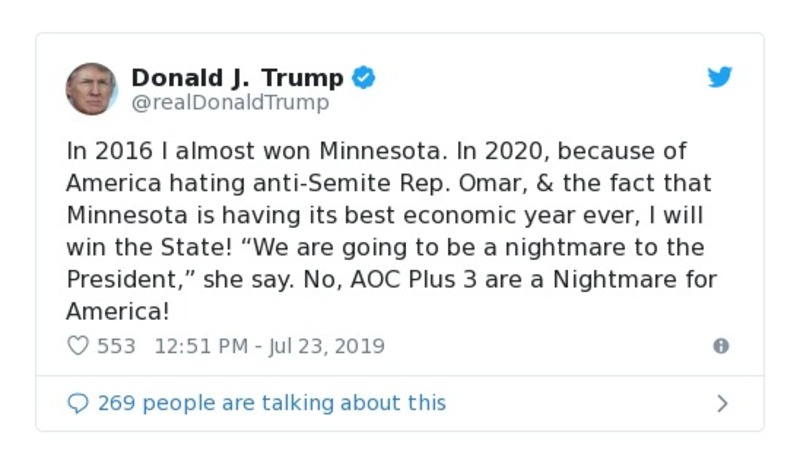 Donald J. Trump
@realDonaldTrump
In 2016 I almost won Minnesota. In 2020, because of
America hating anti-Semite Rep. Omar, & the fact that
Minnesota is having its best economic year ever, I will
win the State! “We are going to be a nightmare to the
President,” she say. No, AOC Plus 3 are a Nightmare for
America!
553 12:51 PM - Jul 23, 2019
269 people are talking about this